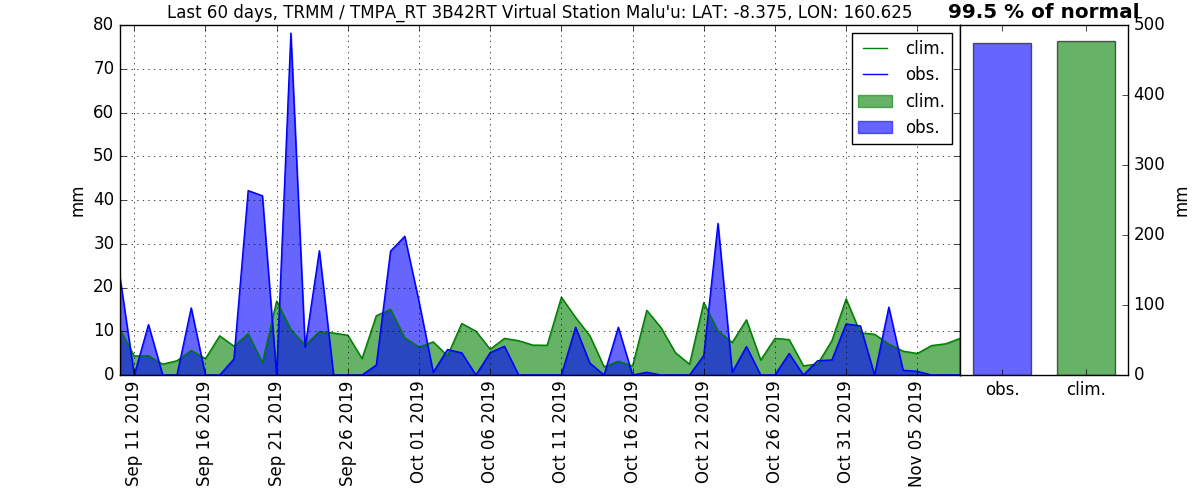 Last 60 days, TRMM / TMPA_RT 3B42RT Virtual Station Malu'u: LAT: -8.375, LON: 160.625
99.5 % of normal
80
70
60
50
40
30
20
10
0
mm
clim.
obs.
clim.
obs.
500
400
300
200
100
0
mm
obs.
clim.
Sep 11 2019
Sep 16 2019
Sep 21 2019
Sep 26 2019
Oct 01 2019
Oct 06 2019
Oct 11 2019
Oct 16 2019
Oct 21 2019
Oct 26 2019
Oct 31 2019
Nov 05 2019